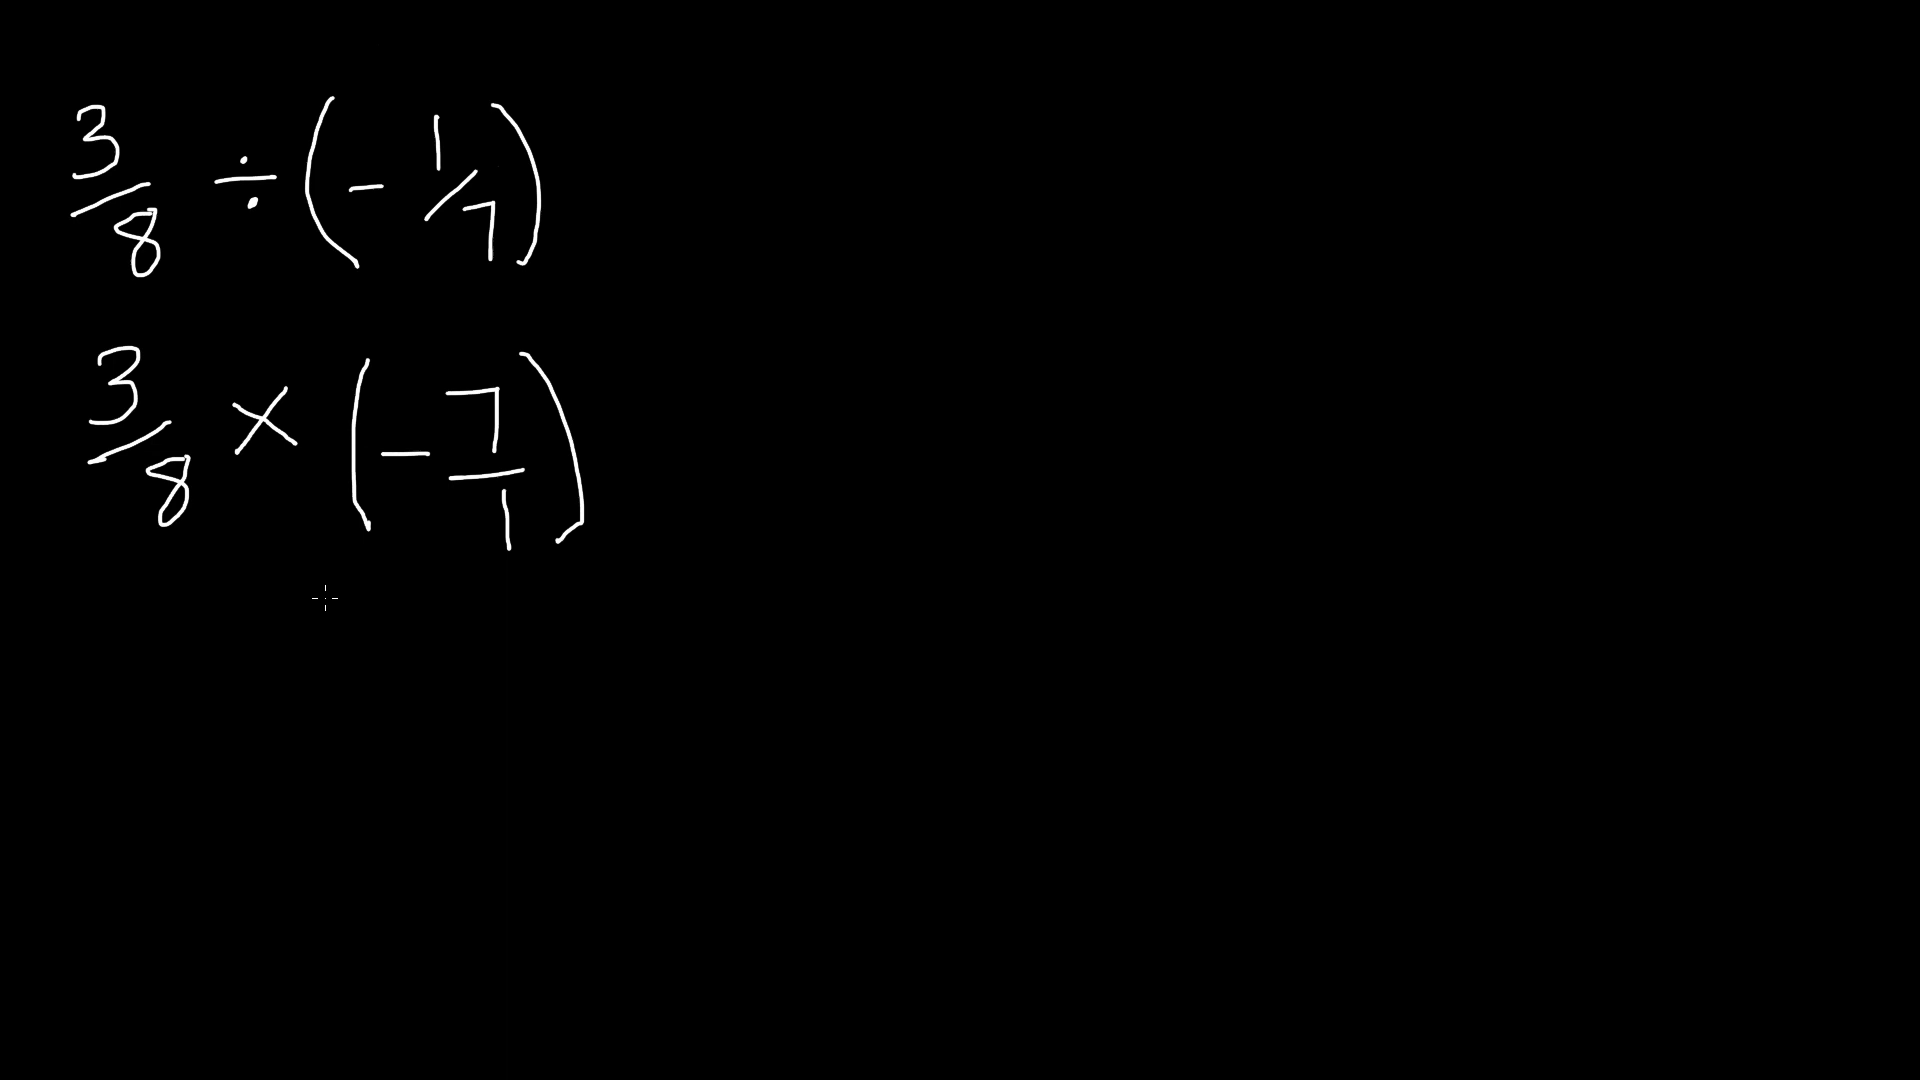 3/8 ÷ (- 1/7)
3/8 × (- 7/1)